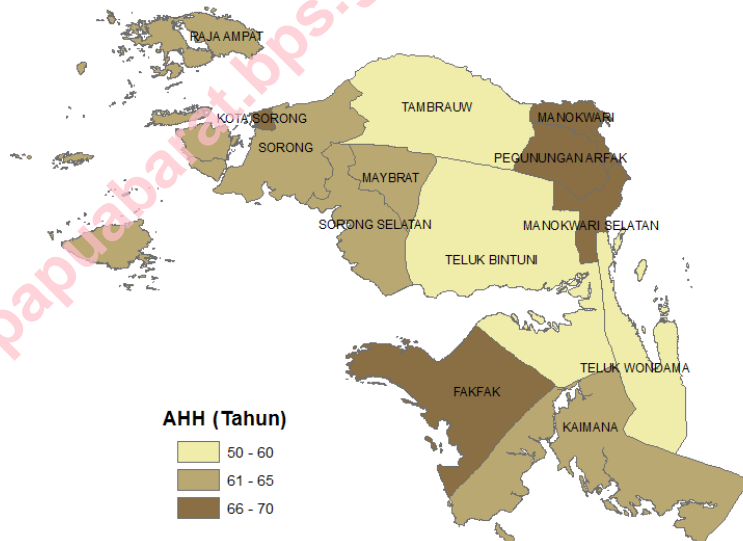 RAJA AMPAT
TAMBRAUW
KOTA SORONG
MANOKWARI
SORONG
PEGUNUNGAN ARFAK
MAYBRAT
SORONG SELATAN
MANOKWARI SELATAN
TELUK BINTUNI
TELUK WONDAMA
FAKFAK
KAIMANA
AHH (Tahun)
50 - 60
61 - 65
66 - 70
papuabarat.bps.g